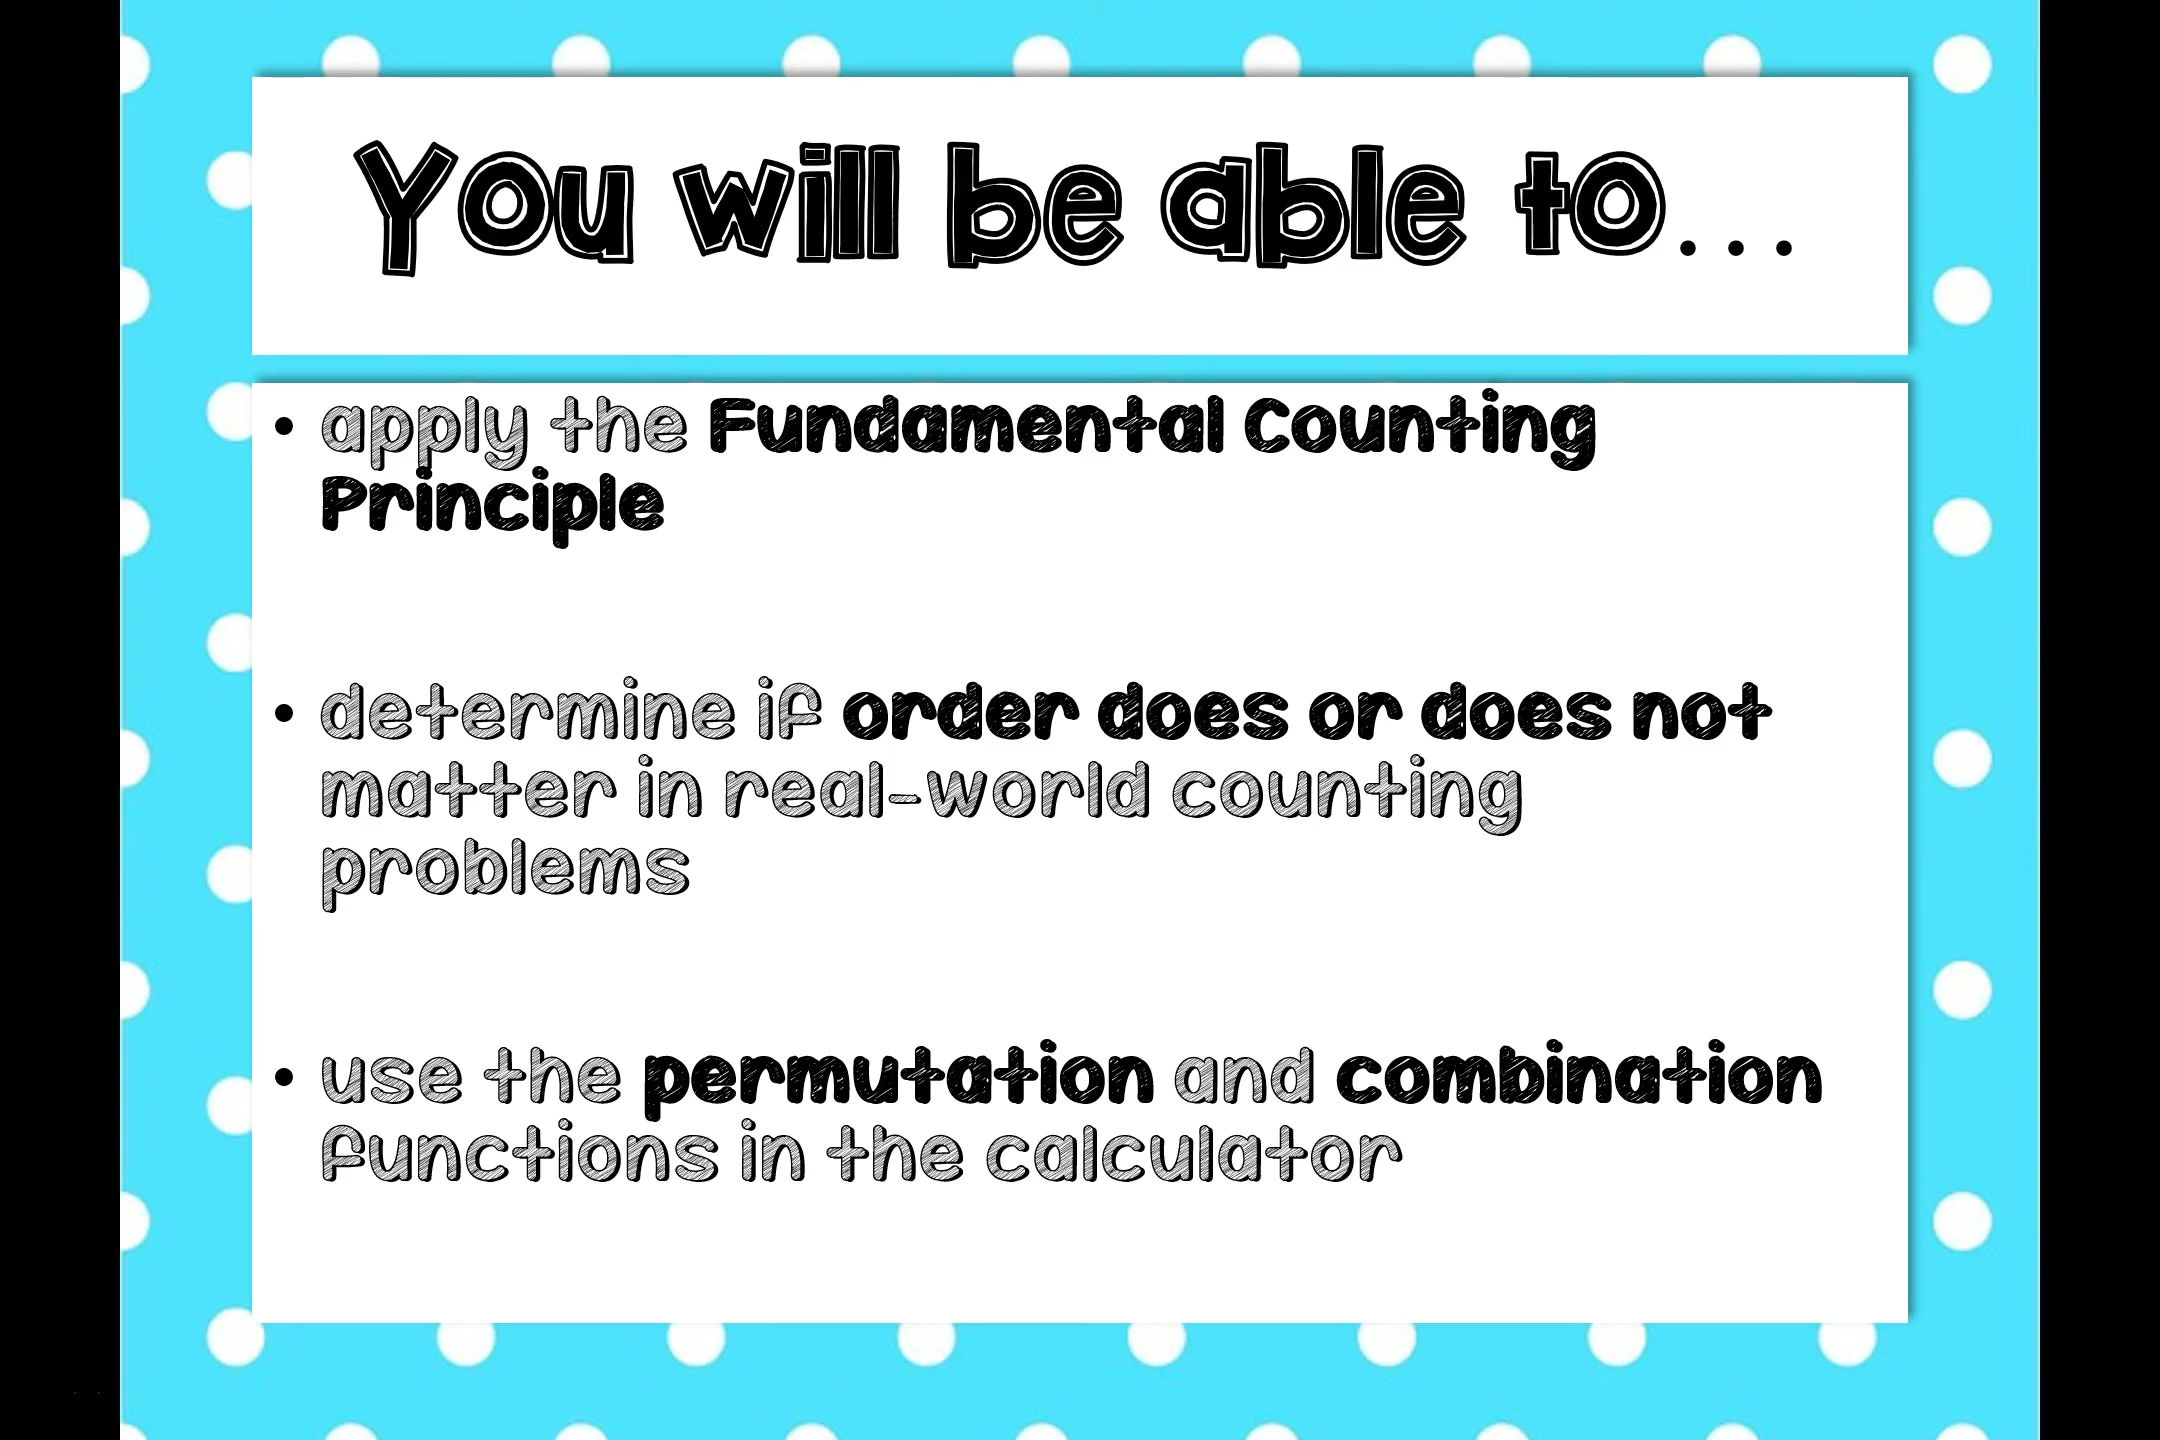 You will be able to...
• apply the Fundamental Counting
Principle
• determine if order does or does not
matter in real-world counting
problems
• use the permutation and combination
functions in the calculator